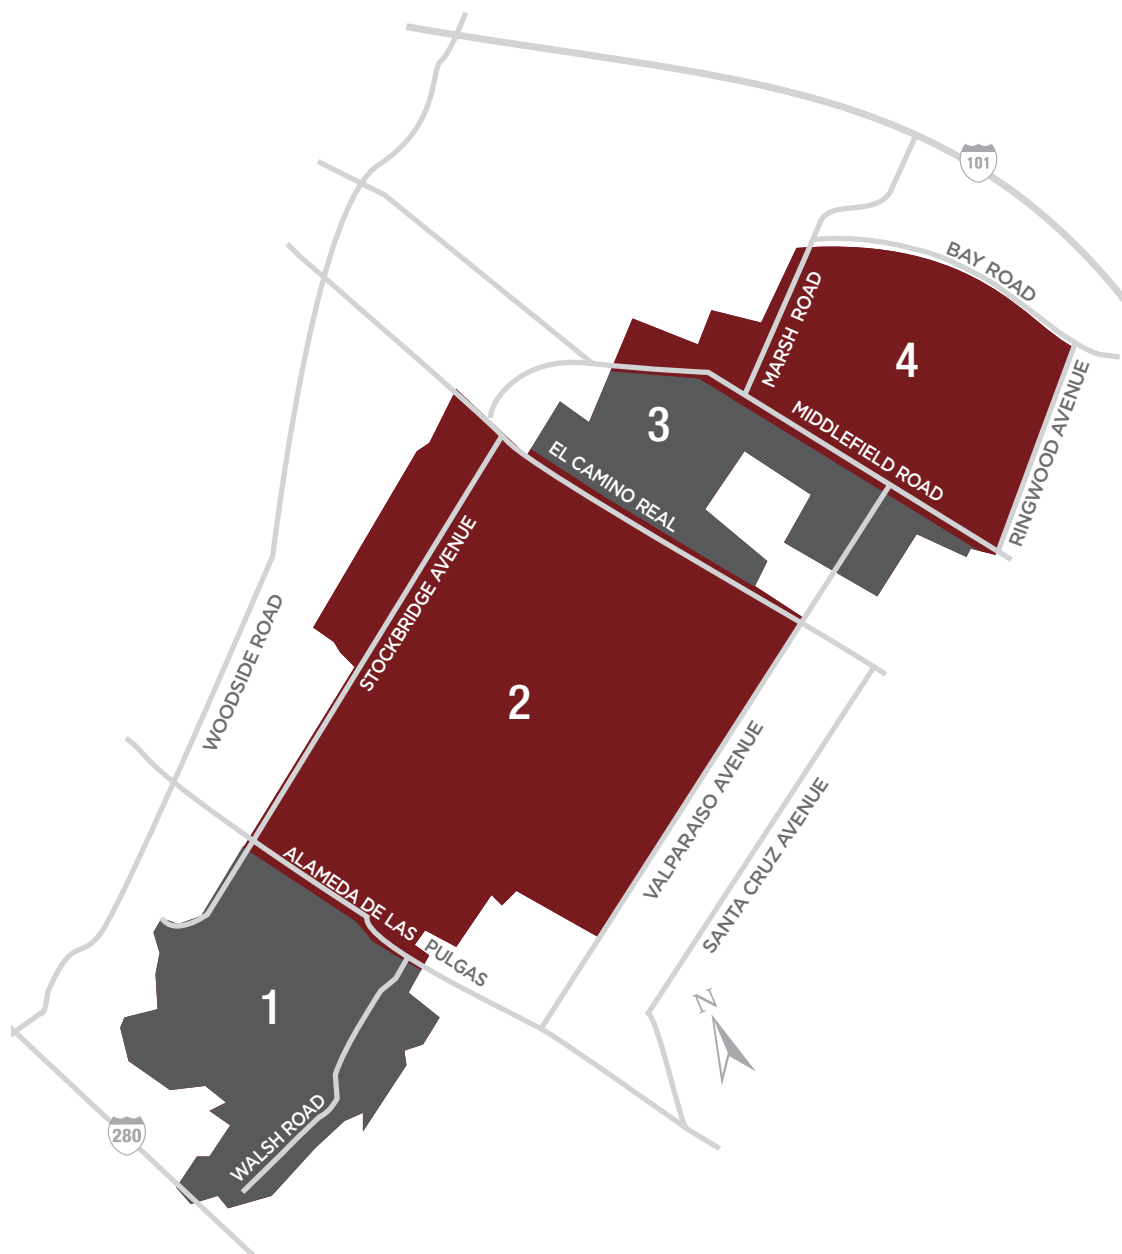 101
BAY ROAD
MARSH ROAD
4
RINGWOOD AVENUE
3
MIDDLEFIELD ROAD
EL CAMINO REAL
STOCKBRIDGE AVENUE
WOODSIDE ROAD
2
VALPARAISO AVENUE
SANTA CRUZ AVENUE
ALAMEDA DE LAS PULGAS
N
1
WALSH ROAD
280